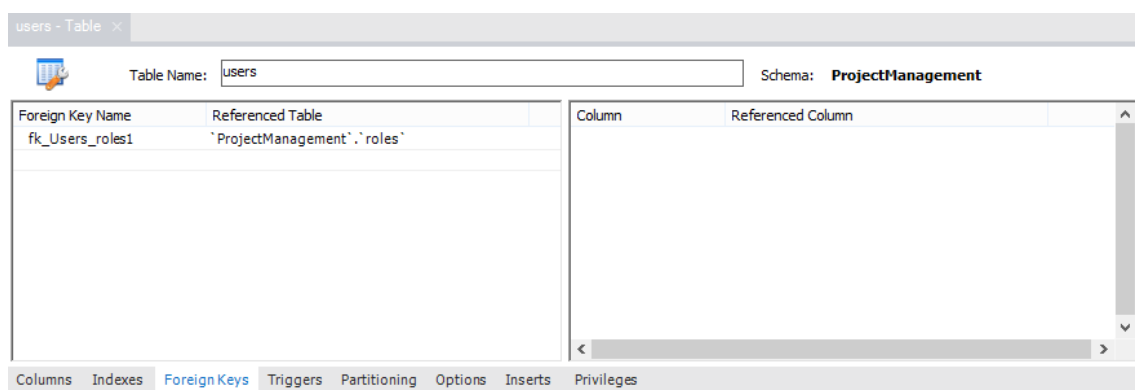 users - Table ×
Table Name: users Schema: ProjectManagement
Foreign Key Name Referenced Table Column Referenced Column
fk_Users_roles1 `ProjectManagement`.`roles`
Columns Indexes Foreign Keys Triggers Partitioning Options Inserts Privileges